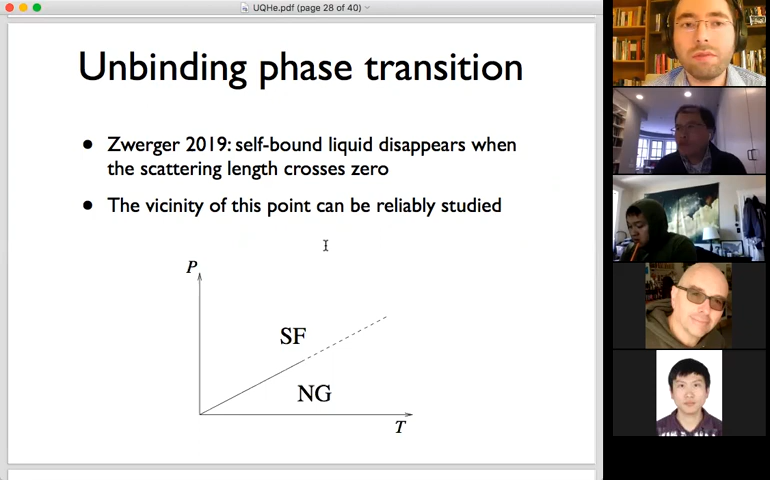 UQHe.pdf (page 28 of 40)
Unbinding phase transition
• Zwerger 2019: self-bound liquid disappears when
the scattering length crosses zero
• The vicinity of this point can be reliably studied
P
SF
NG
T